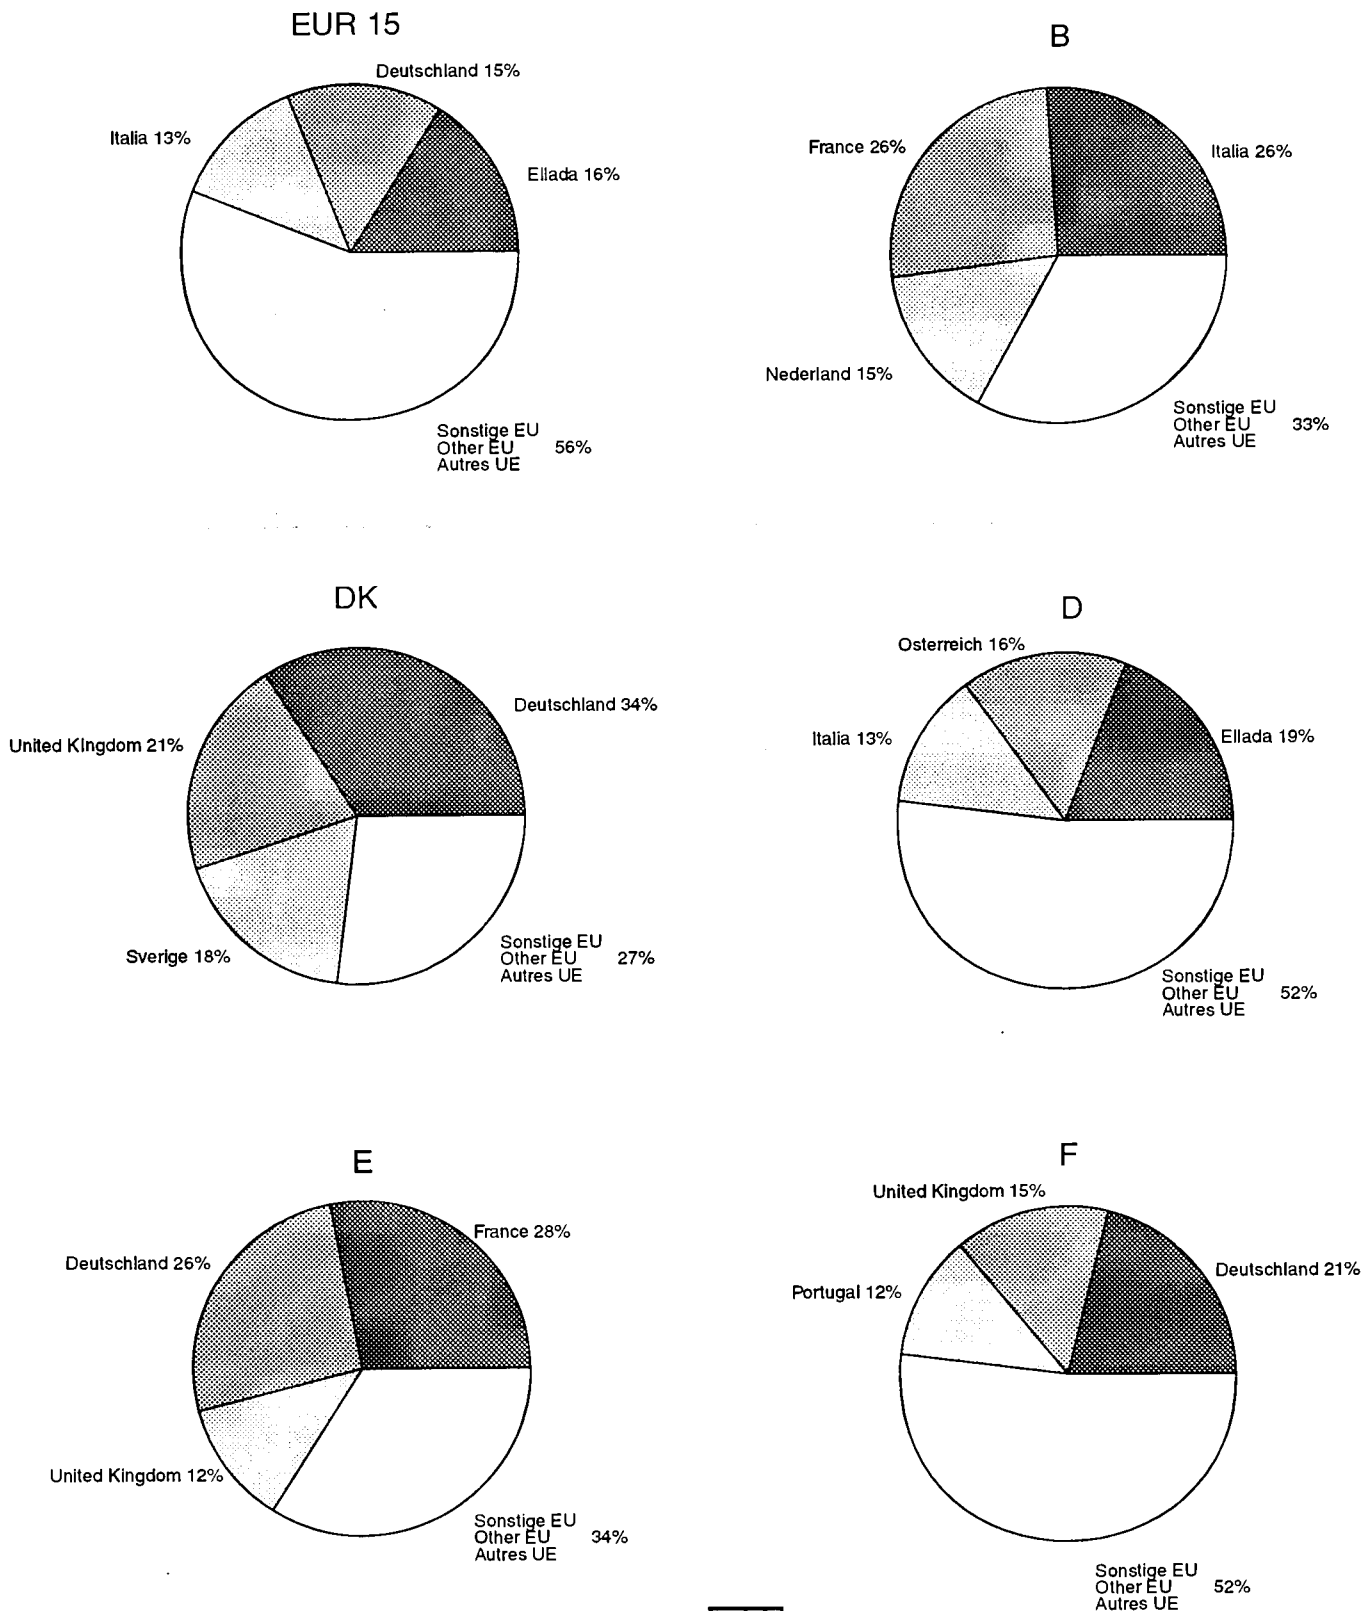 EUR 15
Deutschland 15%
Italia 13%
Ellada 16%
Sonstige EU
Other EU 56%
Autres UE
B
France 26%
Italia 26%
Nederland 15%
Sonstige EU
Other EU 33%
Autres UE
DK
Deutschland 34%
United Kingdom 21%
Sverige 18%
Sonstige EU
Other EU 27%
Autres UE
D
Osterreich 16%
Italia 13%
Ellada 19%
Sonstige EU
Other EU 52%
Autres UE
E
France 28%
Deutschland 26%
United Kingdom 12%
Sonstige EU
Other EU 34%
Autres UE
F
United Kingdom 15%
Deutschland 21%
Portugal 12%
Sonstige EU
Other EU 52%
Autres UE